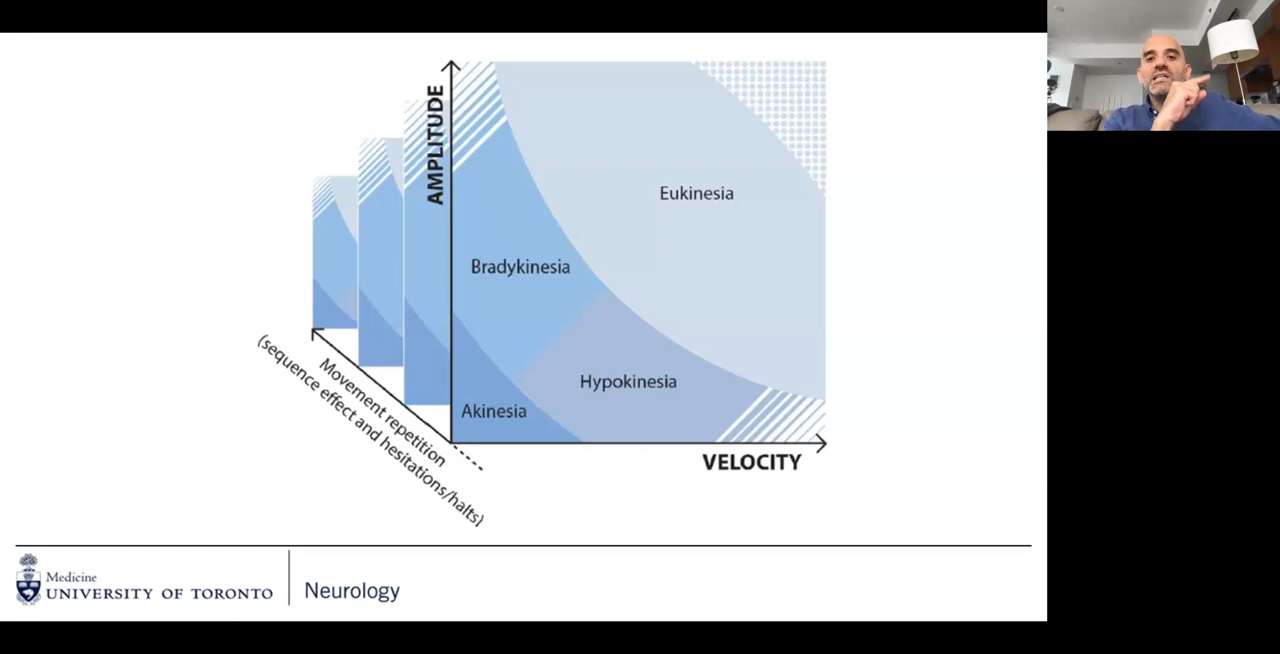 AMPLITUDE
Eukinesia
Bradykinesia
Hypokinesia
Akinesia
VELOCITY
Movement repetition
(sequence effect and hesitations/halts)
Medicine
UNIVERSITY OF TORONTO
Neurology